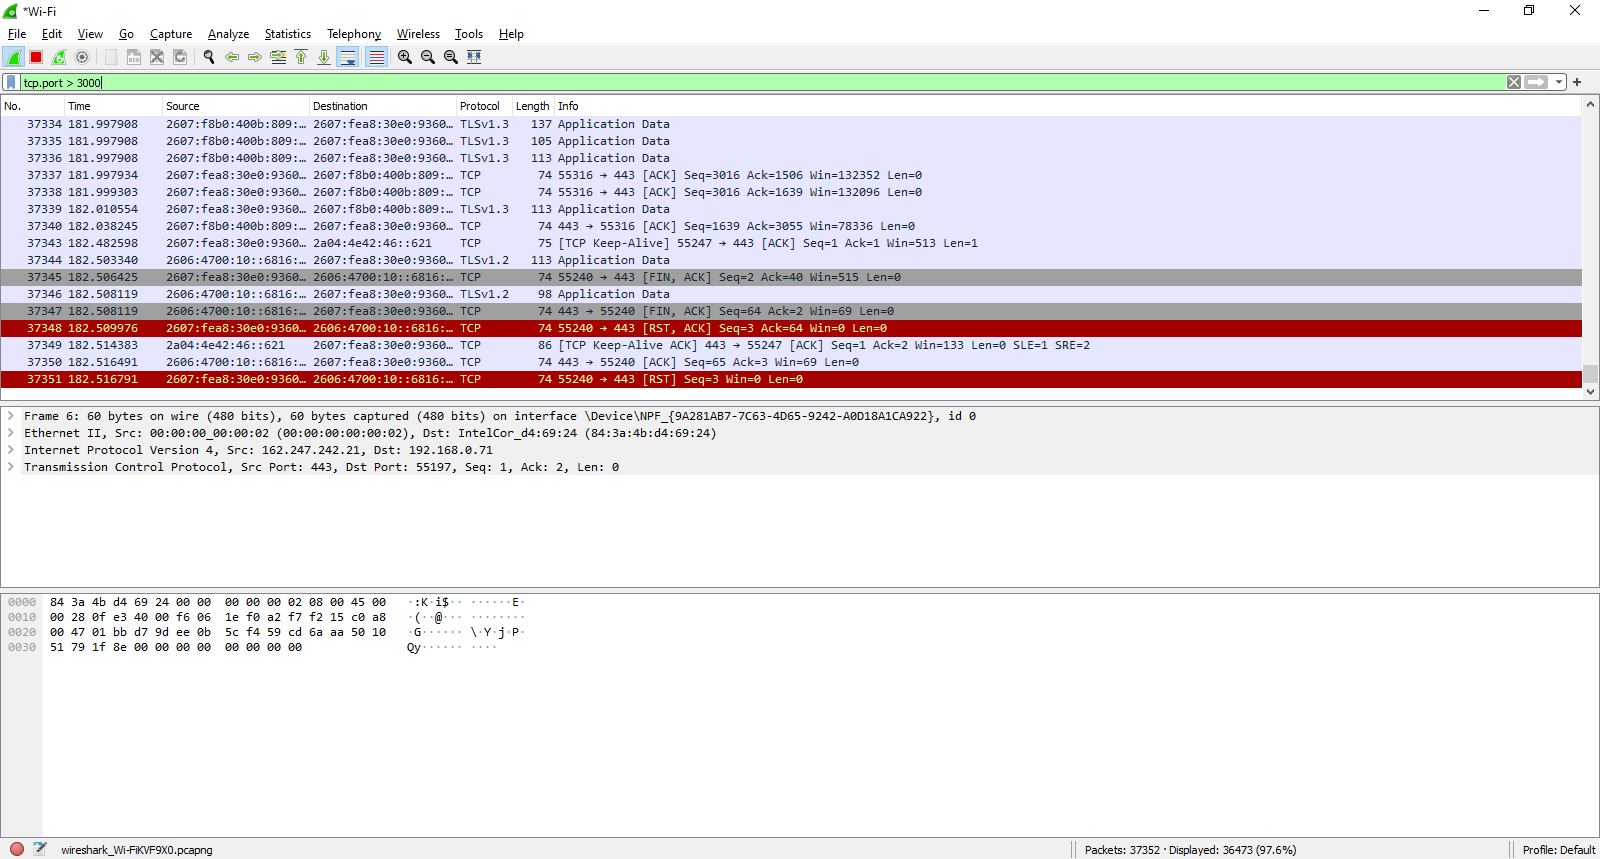 *Wi-Fi
File Edit View Go Capture Analyze Statistics Telephony Wireless Tools Help
tcp.port > 3000
No. Time Source Destination Protocol Length Info
37334 181.997908 2607:f8b0:400b:809:… 2607:fea8:30e0:9360… TLSv1.3 137 Application Data
37335 181.997908 2607:f8b0:400b:809:… 2607:fea8:30e0:9360… TLSv1.3 105 Application Data
37336 181.997908 2607:f8b0:400b:809:… 2607:fea8:30e0:9360… TLSv1.3 113 Application Data
37337 181.997934 2607:fea8:30e0:9360… 2607:f8b0:400b:809:… TCP 74 55316 → 443 [ACK] Seq=3016 Ack=1506 Win=132352 Len=0
37338 181.999303 2607:fea8:30e0:9360… 2607:f8b0:400b:809:… TCP 74 55316 → 443 [ACK] Seq=3016 Ack=1639 Win=132096 Len=0
37339 182.010554 2607:fea8:30e0:9360… 2607:f8b0:400b:809:… TLSv1.3 113 Application Data
37340 182.038245 2607:f8b0:400b:809:… 2607:fea8:30e0:9360… TCP 74 443 → 55316 [ACK] Seq=1639 Ack=3055 Win=78336 Len=0
37343 182.482598 2607:fea8:30e0:9360… 2a04:4e42:46::621 TCP 75 [TCP Keep-Alive] 55247 → 443 [ACK] Seq=1 Ack=1 Win=513 Len=1
37344 182.503340 2606:4700:10::6816:… 2607:fea8:30e0:9360… TLSv1.2 113 Application Data
37345 182.506425 2607:fea8:30e0:9360… 2606:4700:10::6816:… TCP 74 55240 → 443 [FIN, ACK] Seq=2 Ack=40 Win=515 Len=0
37346 182.508119 2606:4700:10::6816:… 2607:fea8:30e0:9360… TLSv1.2 98 Application Data
37347 182.508119 2606:4700:10::6816:… 2607:fea8:30e0:9360… TCP 74 443 → 55240 [FIN, ACK] Seq=64 Ack=2 Win=69 Len=0
37348 182.509976 2607:fea8:30e0:9360… 2606:4700:10::6816:… TCP 74 55240 → 443 [RST, ACK] Seq=3 Ack=64 Win=0 Len=0
37349 182.514383 2a04:4e42:46::621 2607:fea8:30e0:9360… TCP 86 [TCP Keep-Alive ACK] 443 → 55247 [ACK] Seq=1 Ack=2 Win=133 Len=0 SLE=1 SRE=2
37350 182.516491 2606:4700:10::6816:… 2607:fea8:30e0:9360… TCP 74 443 → 55240 [ACK] Seq=65 Ack=3 Win=69 Len=0
37351 182.516791 2607:fea8:30e0:9360… 2606:4700:10::6816:… TCP 74 55240 → 443 [RST] Seq=3 Win=0 Len=0
Frame 6: 60 bytes on wire (480 bits), 60 bytes captured (480 bits) on interface \Device\NPF_{9A281AB7-7C63-4D65-9242-A0D18A1CA922}, id 0
Ethernet II, Src: 00:00:00_00:00:02 (00:00:00:00:00:02), Dst: IntelCor_d4:69:24 (84:3a:4b:d4:69:24)
Internet Protocol Version 4, Src: 162.247.242.21, Dst: 192.168.0.71
Transmission Control Protocol, Src Port: 443, Dst Port: 55197, Seq: 1, Ack: 2, Len: 0
0000 84 3a 4b d4 69 24 00 00 00 00 00 02 08 00 45 00 ·:K·i$·· ······E·
0010 00 28 0f e3 40 00 f6 06 1e f0 a2 f7 f2 15 c0 a8 ·(··@··· ········
0020 00 47 01 bb d7 9d ee 0b 5c f4 59 cd 6a aa 50 10 ·G······ \·Y·j·P·
0030 51 79 1f 8e 00 00 00 00 00 00 00 00 Qy······ ····
wireshark_Wi-FiKVF9X0.pcapng
Packets: 37352 · Displayed: 36473 (97.6%)
Profile: Default